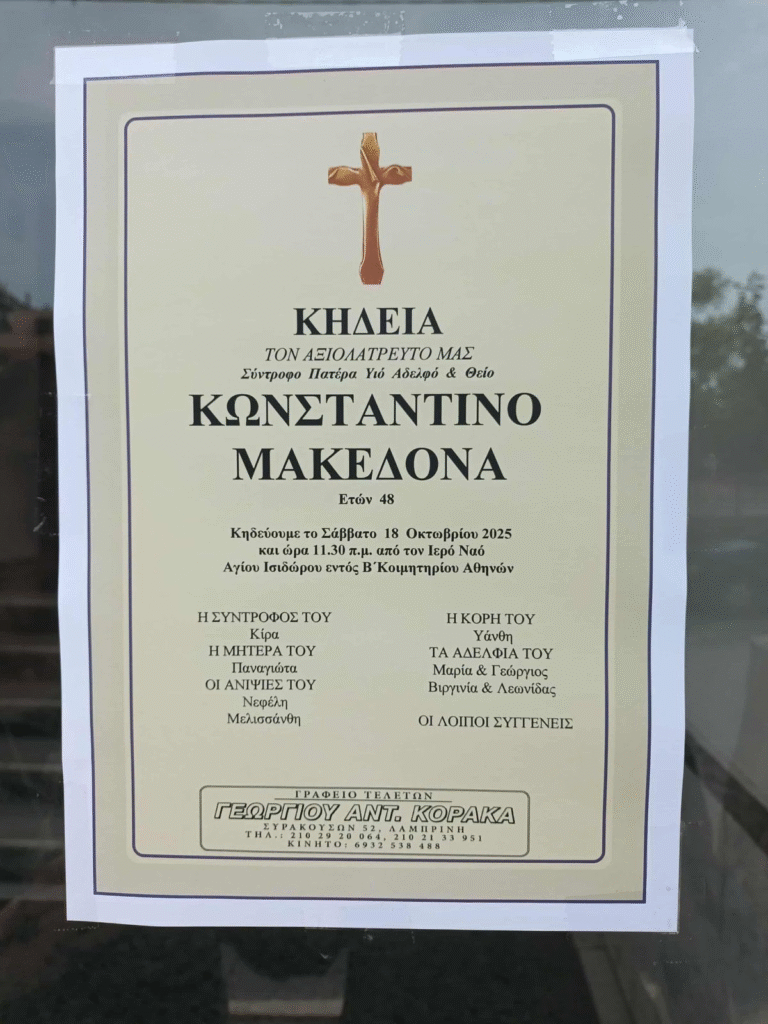 ΚΗΔΕΙΑ
ΤΟΝ ΑΞΙΟΛΑΤΡΕΥΤΟ ΜΑΣ
Σύντροφο Πατέρα Υιό Αδελφό & Θείο
ΚΩΝΣΤΑΝΤΙΝΟ
ΜΑΚΕΔΟΝΑ
Ετών 48
Κηδεύουμε το Σάββατο 18 Οκτωβρίου 2025
και ώρα 11.30 π.μ. από τον Ιερό Ναό
Αγίου Ισιδώρου εντός Β΄Κοιμητηρίου Αθηνών
Η ΣΥΝΤΡΟΦΟΣ ΤΟΥ
Κίρα
Η ΜΗΤΕΡΑ ΤΟΥ
Παναγιώτα
ΟΙ ΑΝΙΨΙΕΣ ΤΟΥ
Νεφέλη
Μελισσάνθη
Η ΚΟΡΗ ΤΟΥ
Υάνθη
ΤΑ ΑΔΕΛΦΙΑ ΤΟΥ
Μαρία & Γεώργιος
Βιργινία & Λεωνίδας
ΟΙ ΛΟΙΠΟΙ ΣΥΓΓΕΝΕΙΣ
ΓΡΑΦΕΙΟ ΤΕΛΕΤΩΝ
ΓΕΩΡΓΙΟΥ ΑΝΤ. ΚΟΡΑΚΑ
ΣΥΡΑΚΟΥΣΩΝ 52, ΛΑΜΠΡΙΝΗ
ΤΗΛ.: 210 29 20 064, 210 21 33 951
ΚΙΝΗΤΟ: 6932 538 488